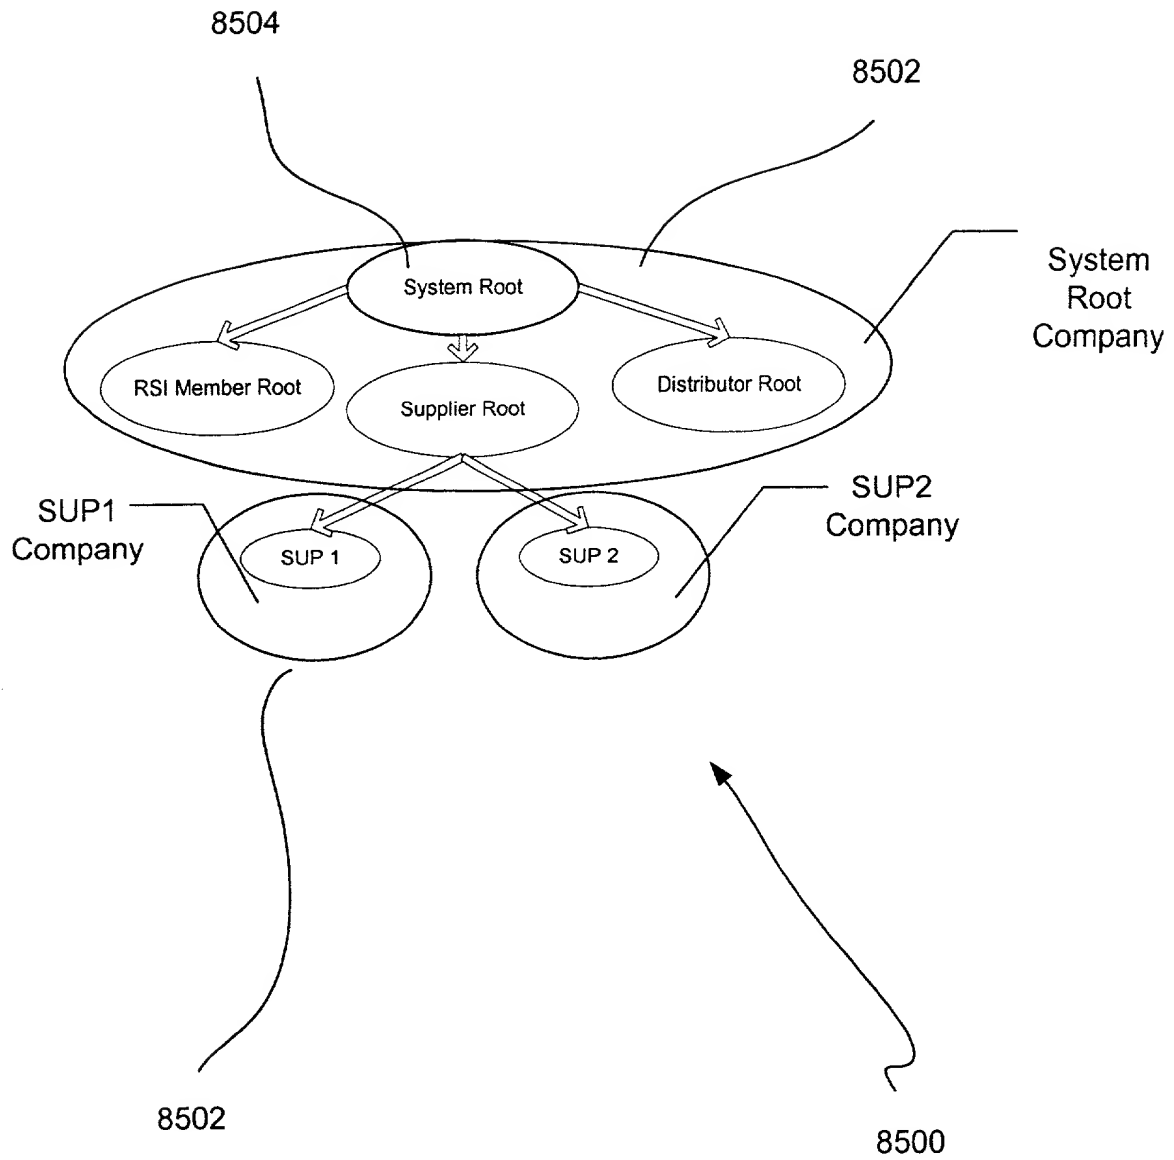 8504
8502
System
Root
Company
System Root
RSI Member Root
Supplier Root
Distributor Root
SUP1
Company
SUP2
Company
SUP 1
SUP 2
8502
8500